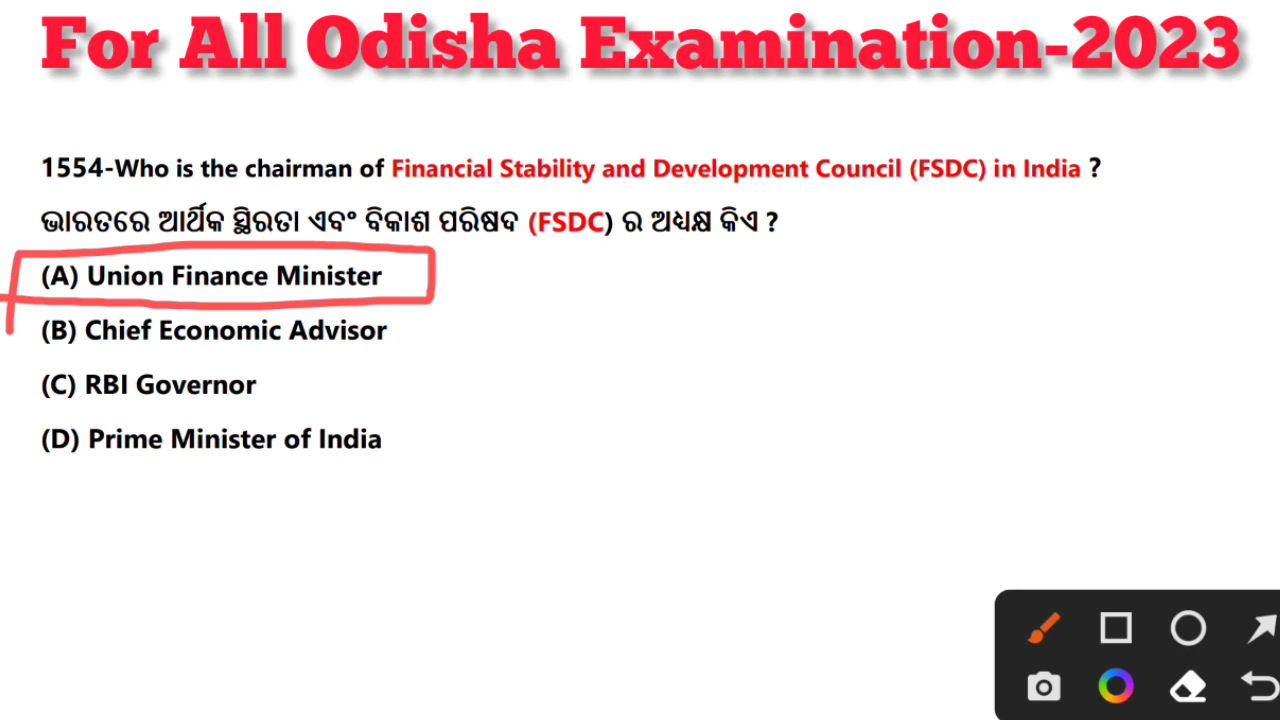 For All Odisha Examination-2023
1554-Who is the chairman of Financial Stability and Development Council (FSDC) in India ?
ଭାରତରେ ଆର୍ଥିକ ସ୍ଥିରତା ଏବଂ ବିକାଶ ପରିଷଦ (FSDC) ର ଅଧ୍ୟକ୍ଷ କିଏ ?
(A) Union Finance Minister
(B) Chief Economic Advisor
(C) RBI Governor
(D) Prime Minister of India